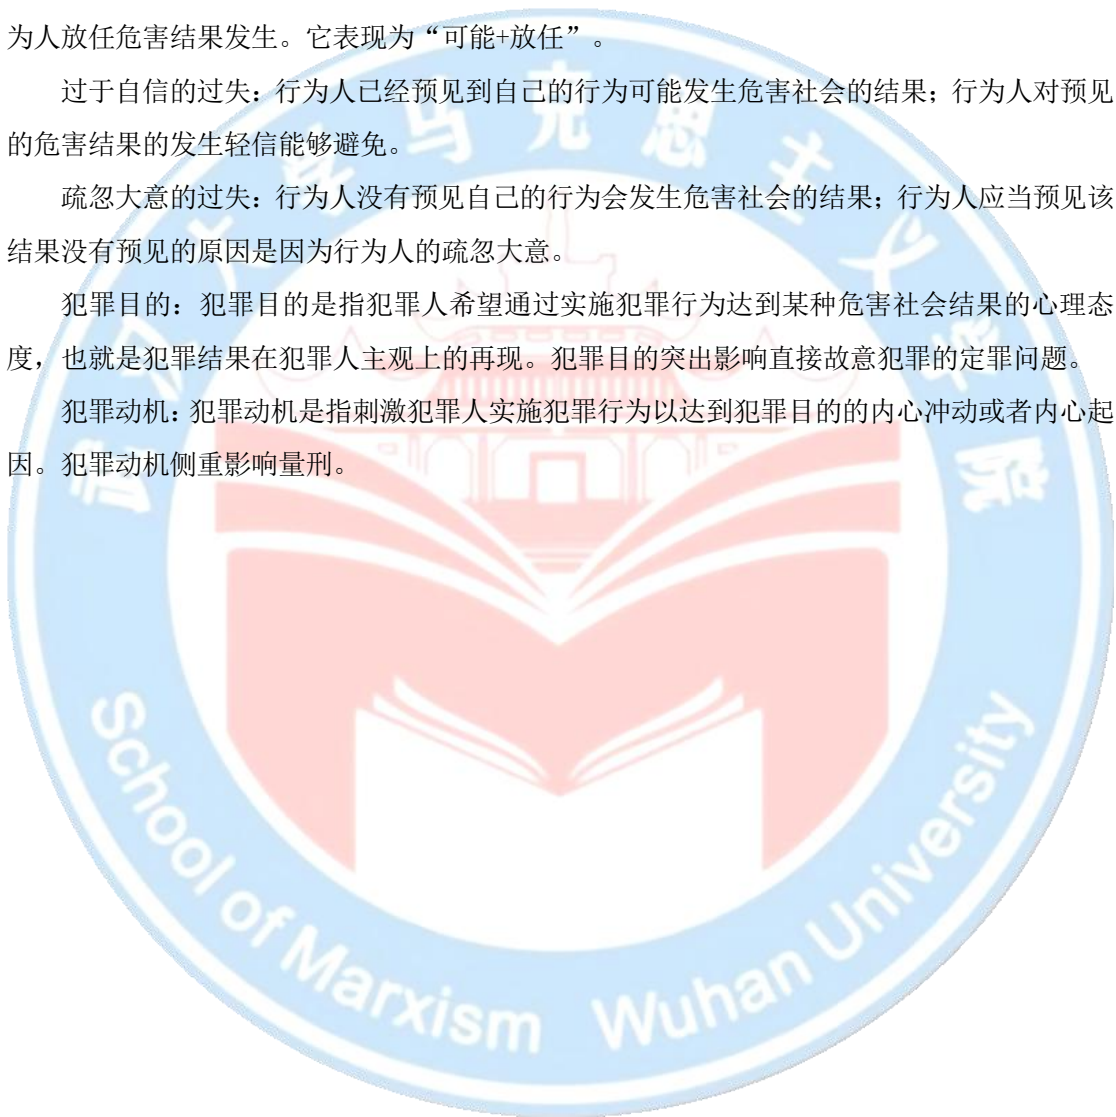 为人放任危害结果发生。它表现为“可能+放任”。
过于自信的过失：行为人已经预见到自己的行为可能发生危害社会的结果；行为人对预见
的危害结果的发生轻信能够避免。
疏忽大意的过失：行为人没有预见自己的行为会发生危害社会的结果；行为人应当预见该
结果没有预见的原因是因为行为人的疏忽大意。
犯罪目的：犯罪目的是指犯罪人希望通过实施犯罪行为达到某种危害社会结果的心理态
度，也就是犯罪结果在犯罪人主观上的再现。犯罪目的突出影响直接故意犯罪的定罪问题。
犯罪动机：犯罪动机是指刺激犯罪人实施犯罪行为以达到犯罪目的的内心冲动或者内心起
因。犯罪动机侧重影响量刑。
武汉大学马克思主义学院
School of Marxism Wuhan University